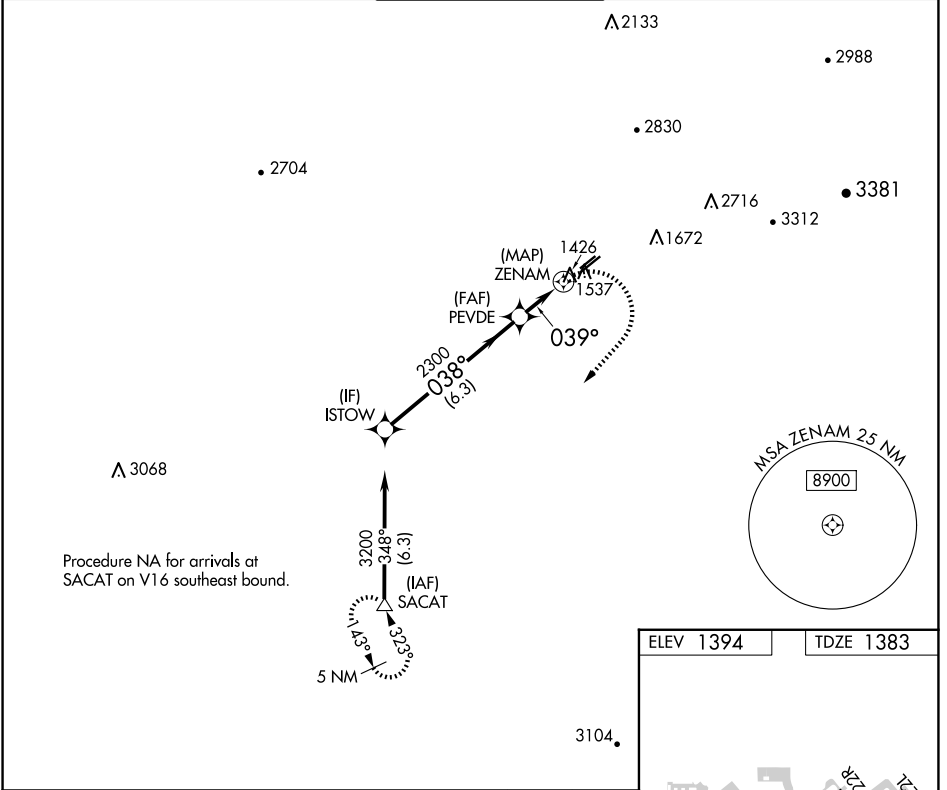 2133
2988
2830
2704
3381
2716
3312
1672
(MAP)
ZENAM
1426
1537
(FAF)
PEVDE
039°
2300
038°
(6.3)
(IF)
ISTOW
MSA ZENAM 25 NM
8900
3068
3200
348°
(6.3)
Procedure NA for arrivals at
SACAT on V16 southeast bound.
(IAF)
SACAT
143°
323°
5 NM
ELEV 1394
TDZE 1383
3104
22R
22L